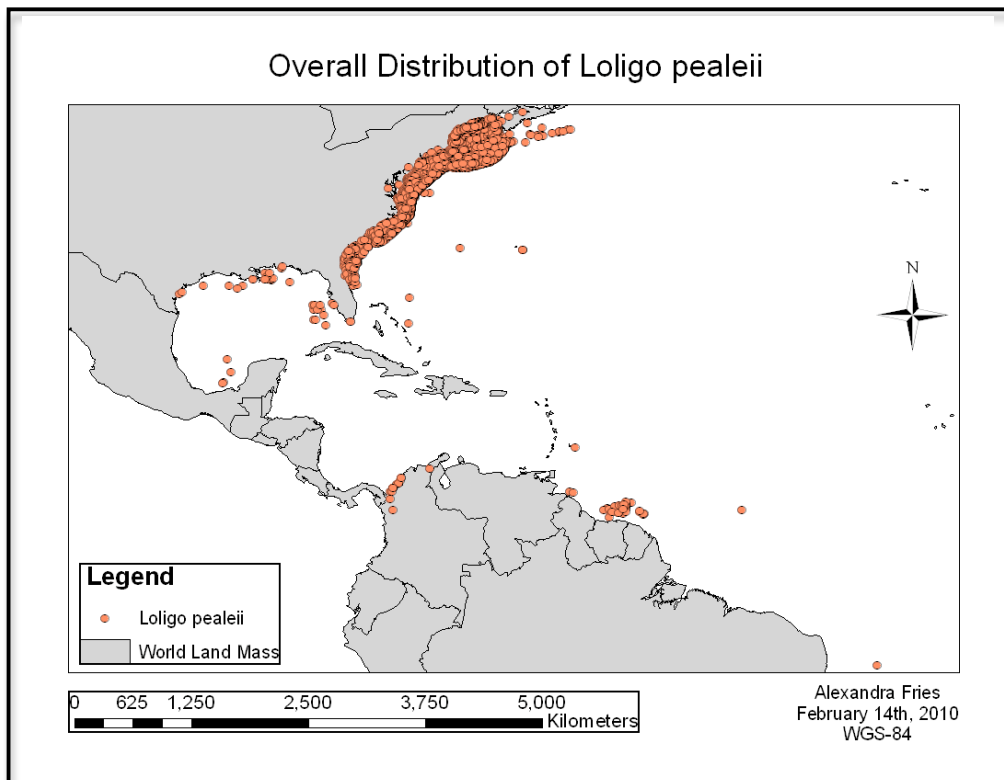 Overall Distribution of Loligo pealeii
N
Legend
Loligo pealeii
World Land Mass
0 625 1,250 2,500 3,750 5,000
Kilometers
Alexandra Fries
February 14th, 2010
WGS-84